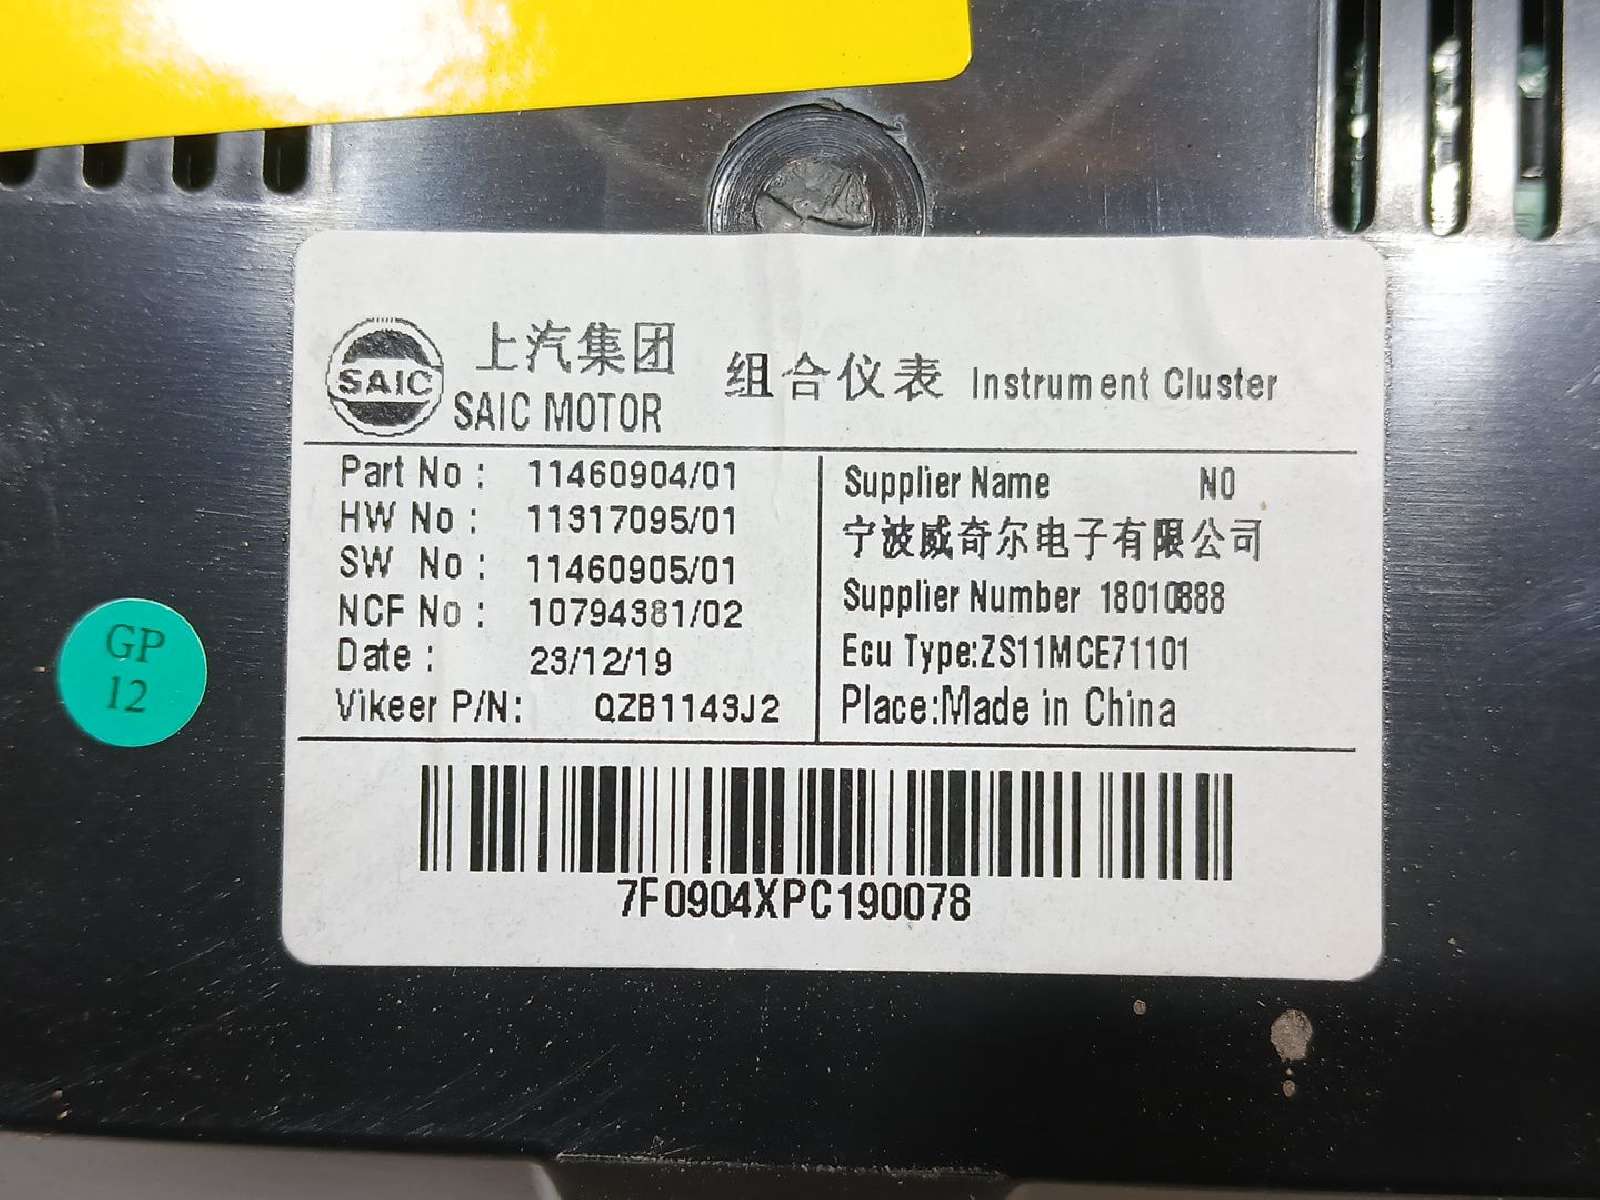 上汽集团
SAIC
SAIC MOTOR
组合仪表 Instrument Cluster
Part No : 11460904/01
HW No : 11317095/01
SW No : 11460905/01
NCF No : 10794381/02
Date : 23/12/19
Vikeer P/N: QZB1143J2
Supplier Name NO
宁波威奇尔电子有限公司
Supplier Number 18010888
Ecu Type:ZS11MCE71101
Place:Made in China
7F0904XPC190078
GP
12